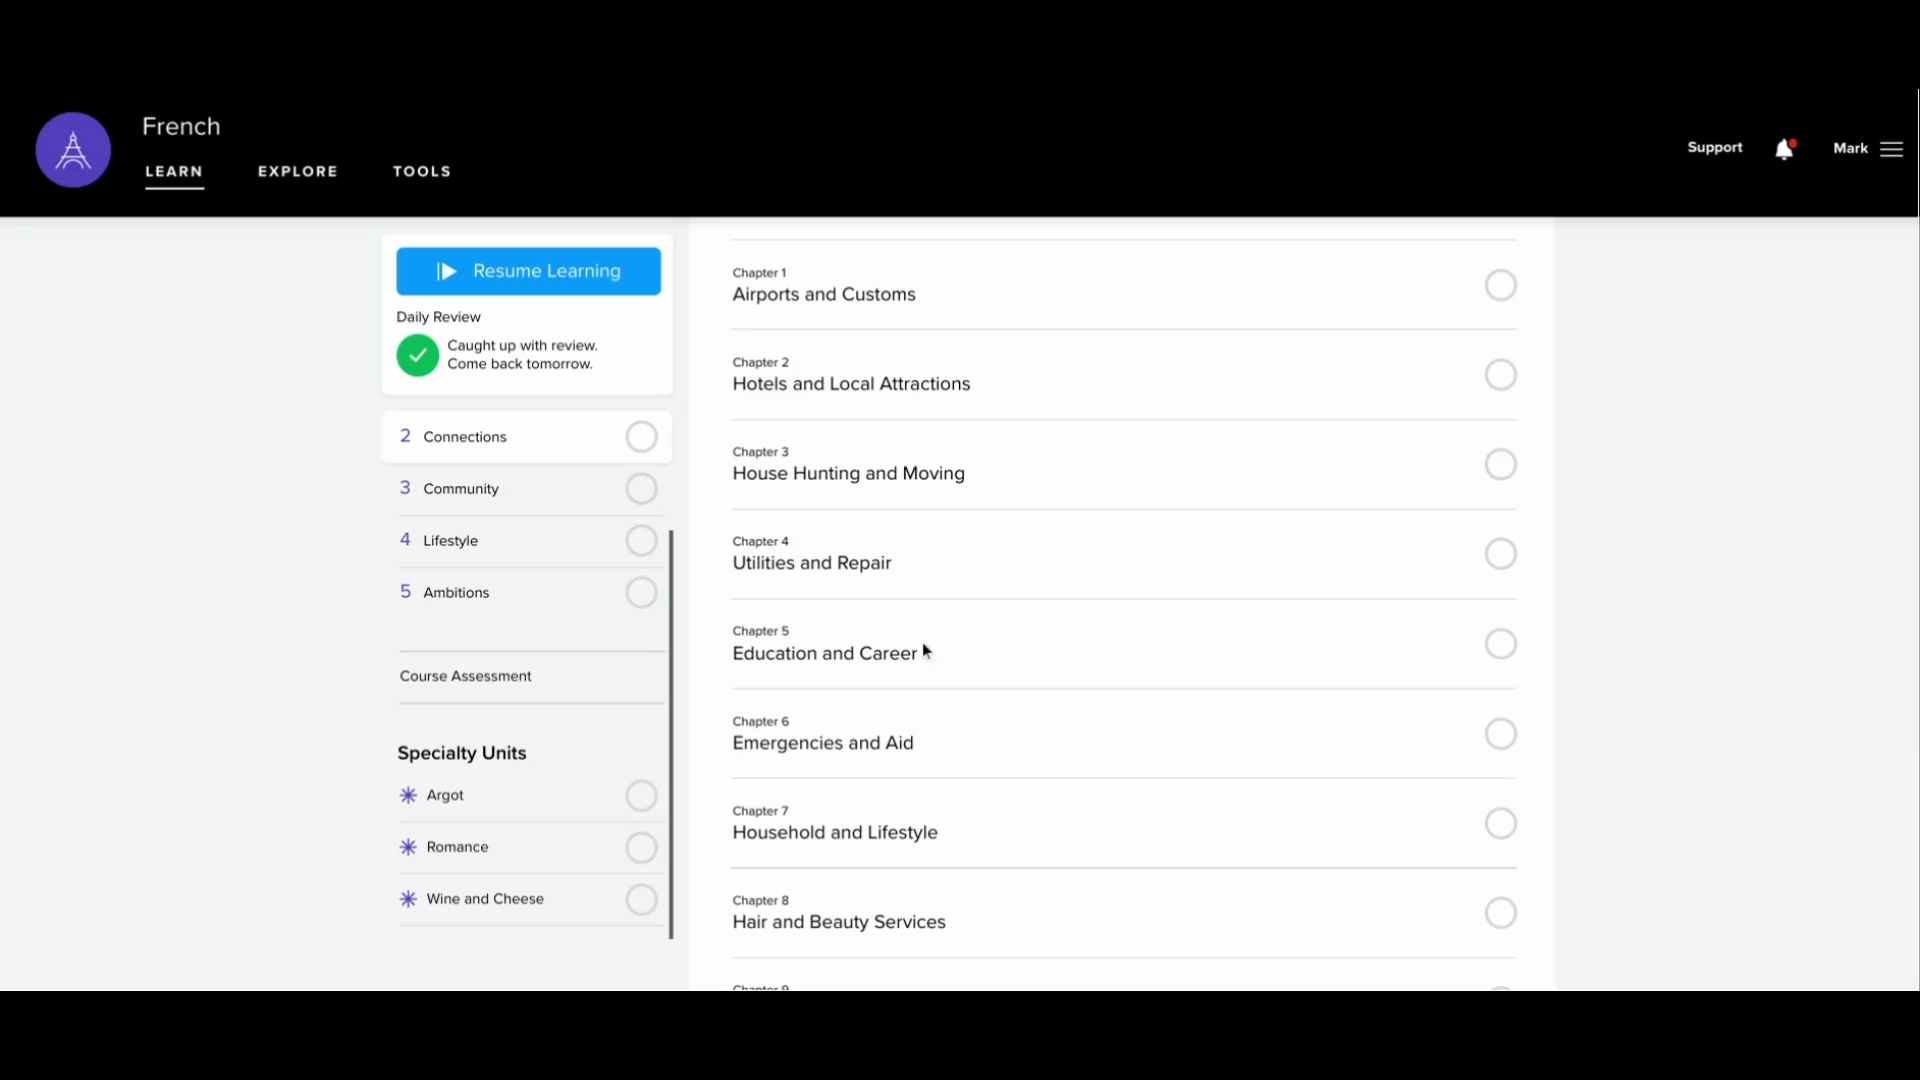 French
LEARN
EXPLORE
TOOLS
Support
Mark
Resume Learning
Daily Review
Caught up with review.
Come back tomorrow.
2 Connections
3 Community
4 Lifestyle
5 Ambitions
Course Assessment
Specialty Units
Argot
Romance
Wine and Cheese
Chapter 1
Airports and Customs
Chapter 2
Hotels and Local Attractions
Chapter 3
House Hunting and Moving
Chapter 4
Utilities and Repair
Chapter 5
Education and Career
Chapter 6
Emergencies and Aid
Chapter 7
Household and Lifestyle
Chapter 8
Hair and Beauty Services
Chapter 9